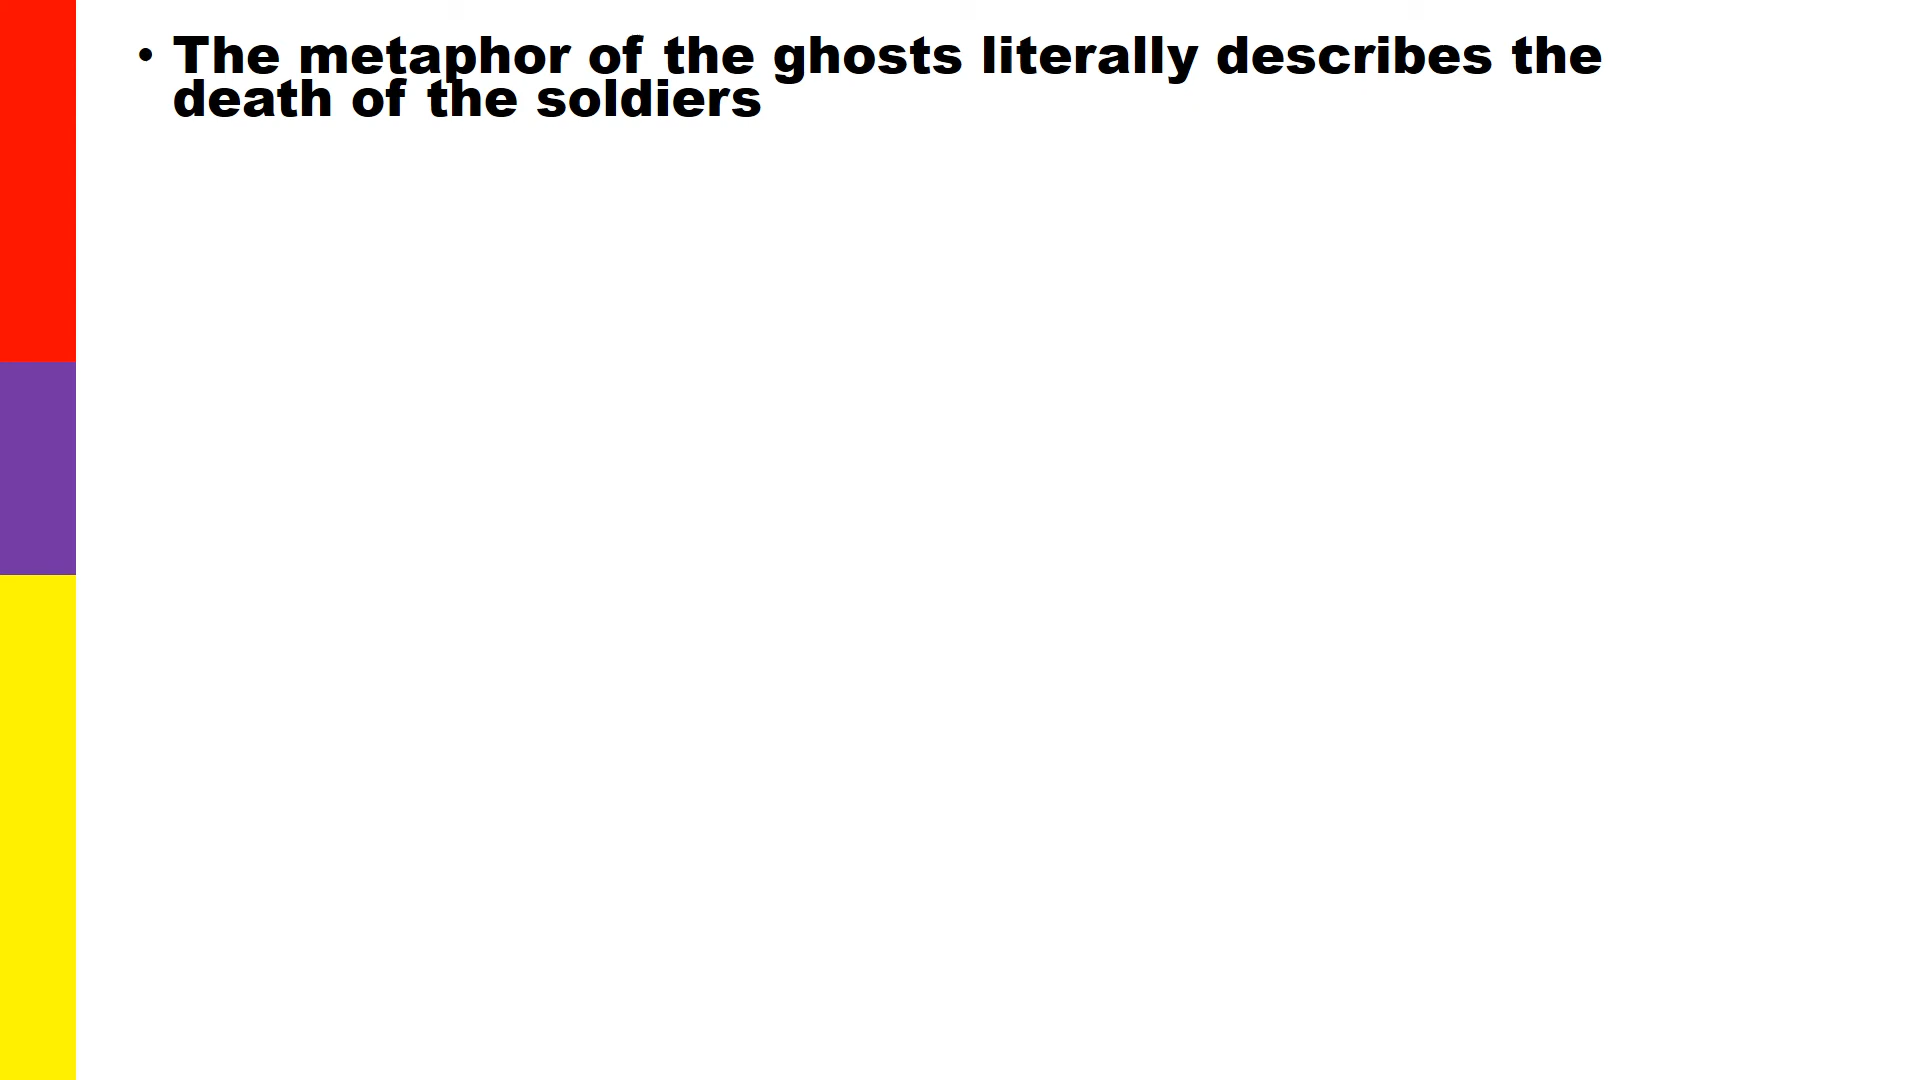 • The metaphor of the ghosts literally describes the
death of the soldiers